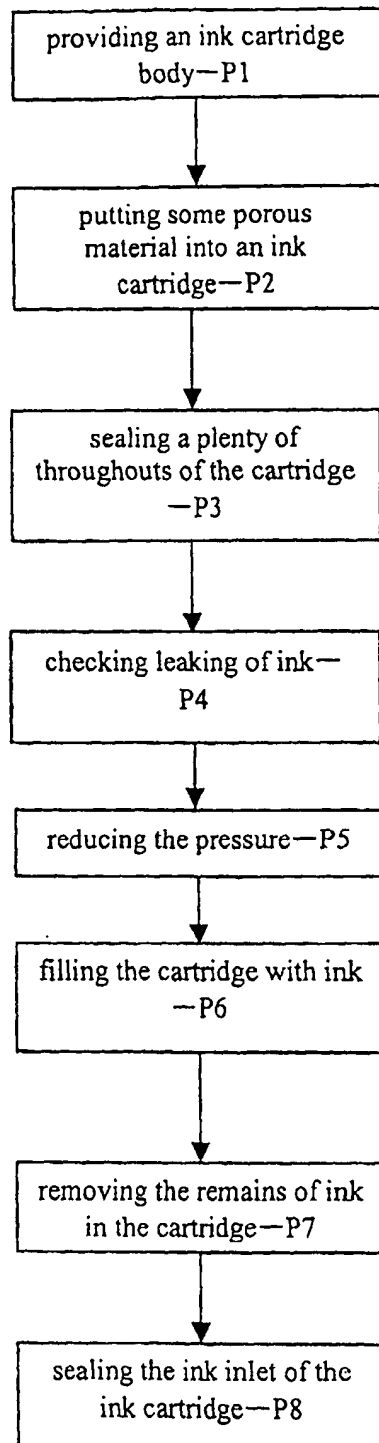 providing an ink cartridge
body—P1
putting some porous
material into an ink
cartridge—P2
sealing a plenty of
throughouts of the cartridge
—P3
checking leaking of ink—
P4
reducing the pressure—P5
filling the cartridge with ink
—P6
removing the remains of ink
in the cartridge—P7
sealing the ink inlet of the
ink cartridge—P8